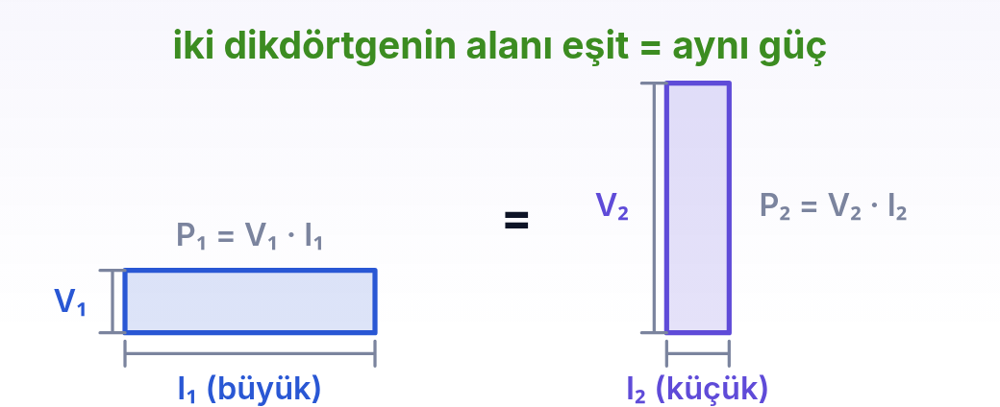 iki dikdörtgenin alanı eşit = aynı güç
P₁ = V₁ · I₁
V₁
I₁ (büyük)
=
V₂
P₂ = V₂ · I₂
I₂ (küçük)